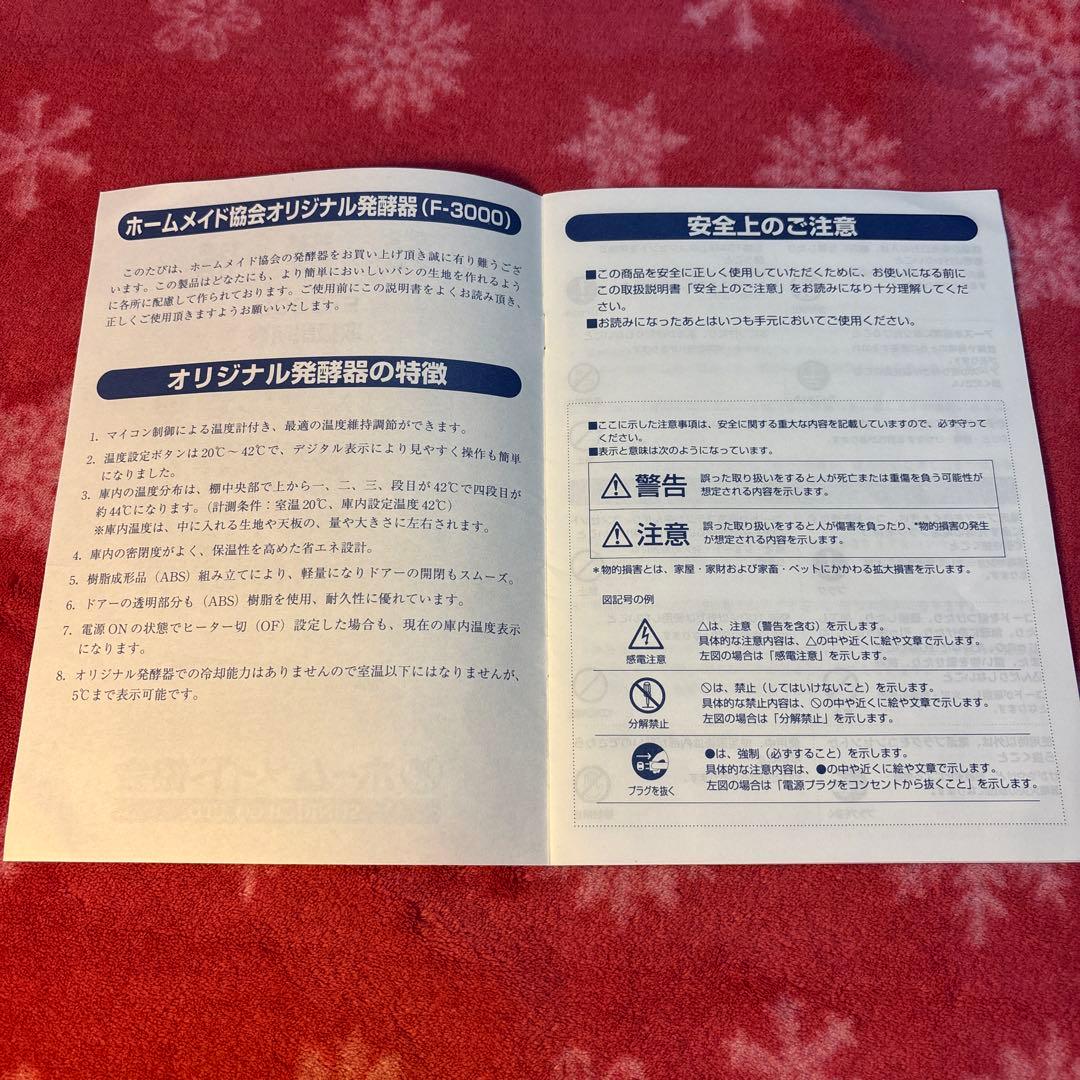 ホームメイド協会オリジナル発酵器(F-3000)
このたびは、ホームメイド協会の発酵器をお買い上げ頂き誠に有り難うござ
います。この製品はどなたにも、より簡単においしいパンの生地を作れるよう
に各所に配慮して作られております。ご使用前にこの説明書をよくお読み頂き、
正しくご使用頂きますようお願いいたします。
オリジナル発酵器の特徴
1. マイコン制御による温度計付き、最適の温度維持調節ができます。
2. 温度設定ボタンは20℃～42℃で、デジタル表示により見やすく操作も簡単
になりました。
3. 庫内の温度分布は、棚中央部で上から一、二、三、段目が42℃で四段目が
約44℃になります。(計測条件：室温20℃、庫内設定温度42℃)
※庫内温度は、中に入れる生地や天板の、量や大きさに左右されます。
4. 庫内の密閉度がよく、保温性を高めた省エネ設計。
5. 樹脂成形品（ABS）組み立てにより、軽量になりドアーの開閉もスムーズ。
6. ドアーの透明部分も（ABS）樹脂を使用、耐久性に優れています。
7. 電源ONの状態でヒーター切（OF）設定した場合も、現在の庫内温度表示
になります。
8. オリジナル発酵器での冷却能力はありませんので室温以下にはなりませんが、
5℃まで表示可能です。
安全上のご注意
■この商品を安全に正しく使用していただくために、お使いになる前に
この取扱説明書「安全上のご注意」をお読みになり十分理解してくだ
さい。
■お読みになったあとはいつも手元においてご使用ください。
■ここに示した注意事項は、安全に関する重大な内容を記載していますので、必ず守って
ください。
■表示と意味は次のようになっています。
警告 誤った取り扱いをすると人が死亡または重傷を負う可能性が
想定される内容を示します。
注意 誤った取り扱いをすると人が傷害を負ったり、*物的損害の発生
が想定される内容を示します。
＊物的損害とは、家屋・家財および家畜・ペットにかかわる拡大損害を示します。
図記号の例
△は、注意（警告を含む）を示します。
具体的な注意内容は、△の中や近くに絵や文章で示します。
左図の場合は「感電注意」を示します。
感電注意
🚫は、禁止（してはいけないこと）を示します。
具体的な禁止内容は、🚫の中や近くに絵や文章で示します。
左図の場合は「分解禁止」を示します。
分解禁止
●は、強制（必ずすること）を示します。
具体的な注意内容は、●の中や近くに絵や文章で示します。
左図の場合は「電源プラグをコンセントから抜くこと」を示します。
プラグを抜く